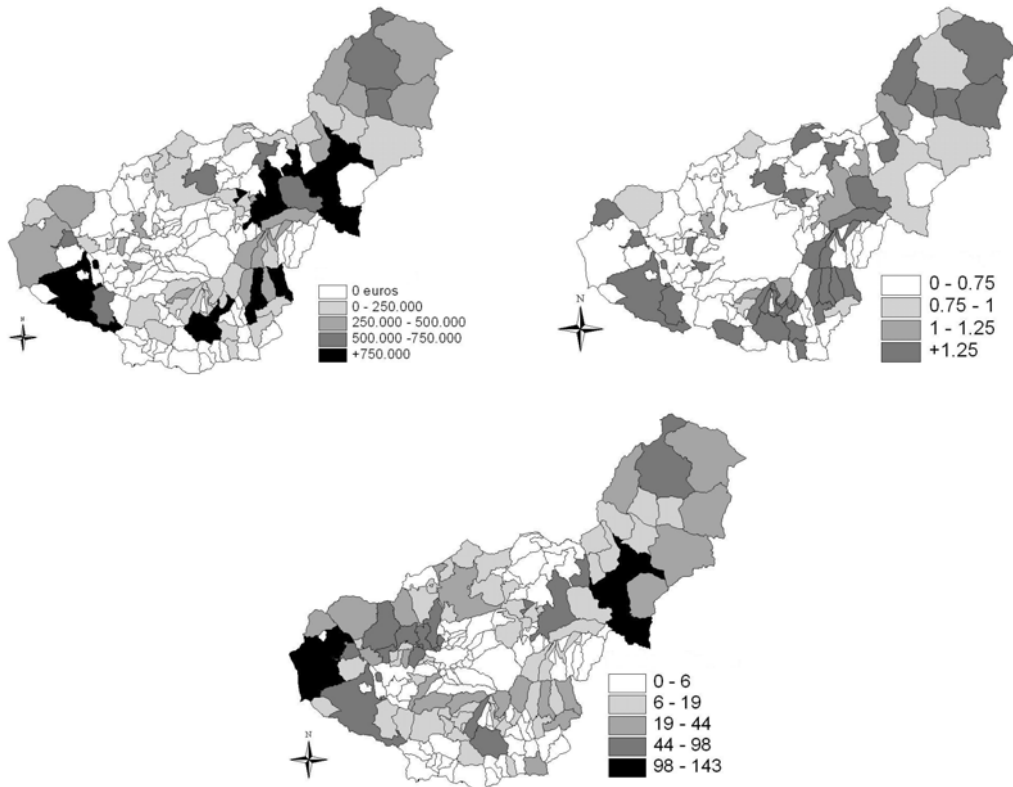 N
0 euros
0 - 250.000
250.000 - 500.000
500.000 -750.000
+750.000
N
0 - 0.75
0.75 - 1
1 - 1.25
+1.25
N
0 - 6
6 - 19
19 - 44
44 - 98
98 - 143